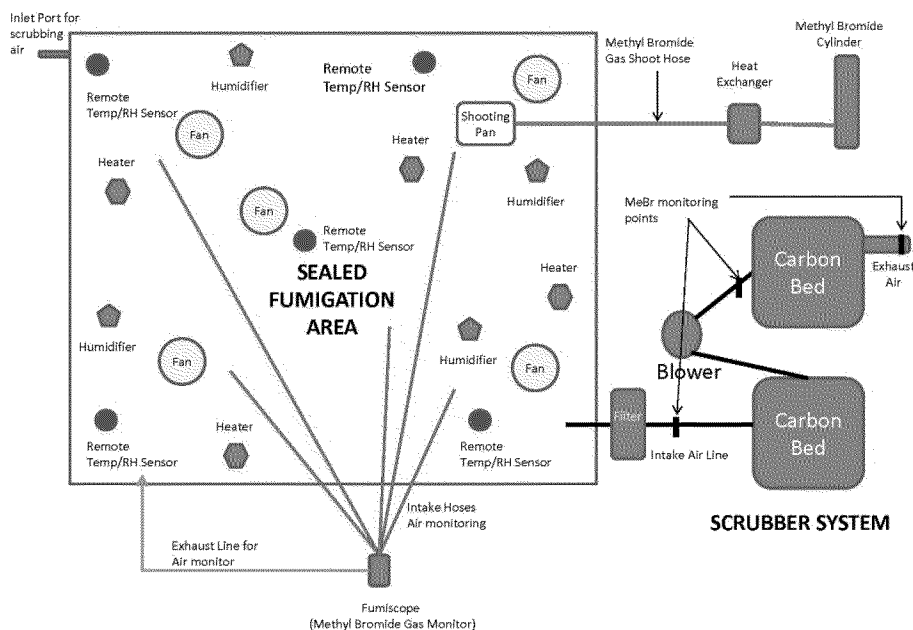 Inlet Port for
scrubbing
air
Remote
Temp/RH Sensor
Humidifier
Remote
Temp/RH Sensor
Fan
Fan
Shooting
Pan
Methyl Bromide
Gas Shoot Hose
Heat
Exchanger
Methyl Bromide
Cylinder
Heater
Heater
Humidifier
Fan
Remote
Temp/RH Sensor
SEALED
FUMIGATION
AREA
Heater
MeBr monitoring
points
Carbon
Bed
Exhaust
Air
Humidifier
Humidifier
Fan
Fan
Blower
Remote
Temp/RH Sensor
Heater
Remote
Temp/RH Sensor
Filter
Intake Air Line
Carbon
Bed
Intake Hoses
Air monitoring
SCRUBBER SYSTEM
Exhaust Line for
Air monitor
Fumiscope
(Methyl Bromide Gas Monitor)